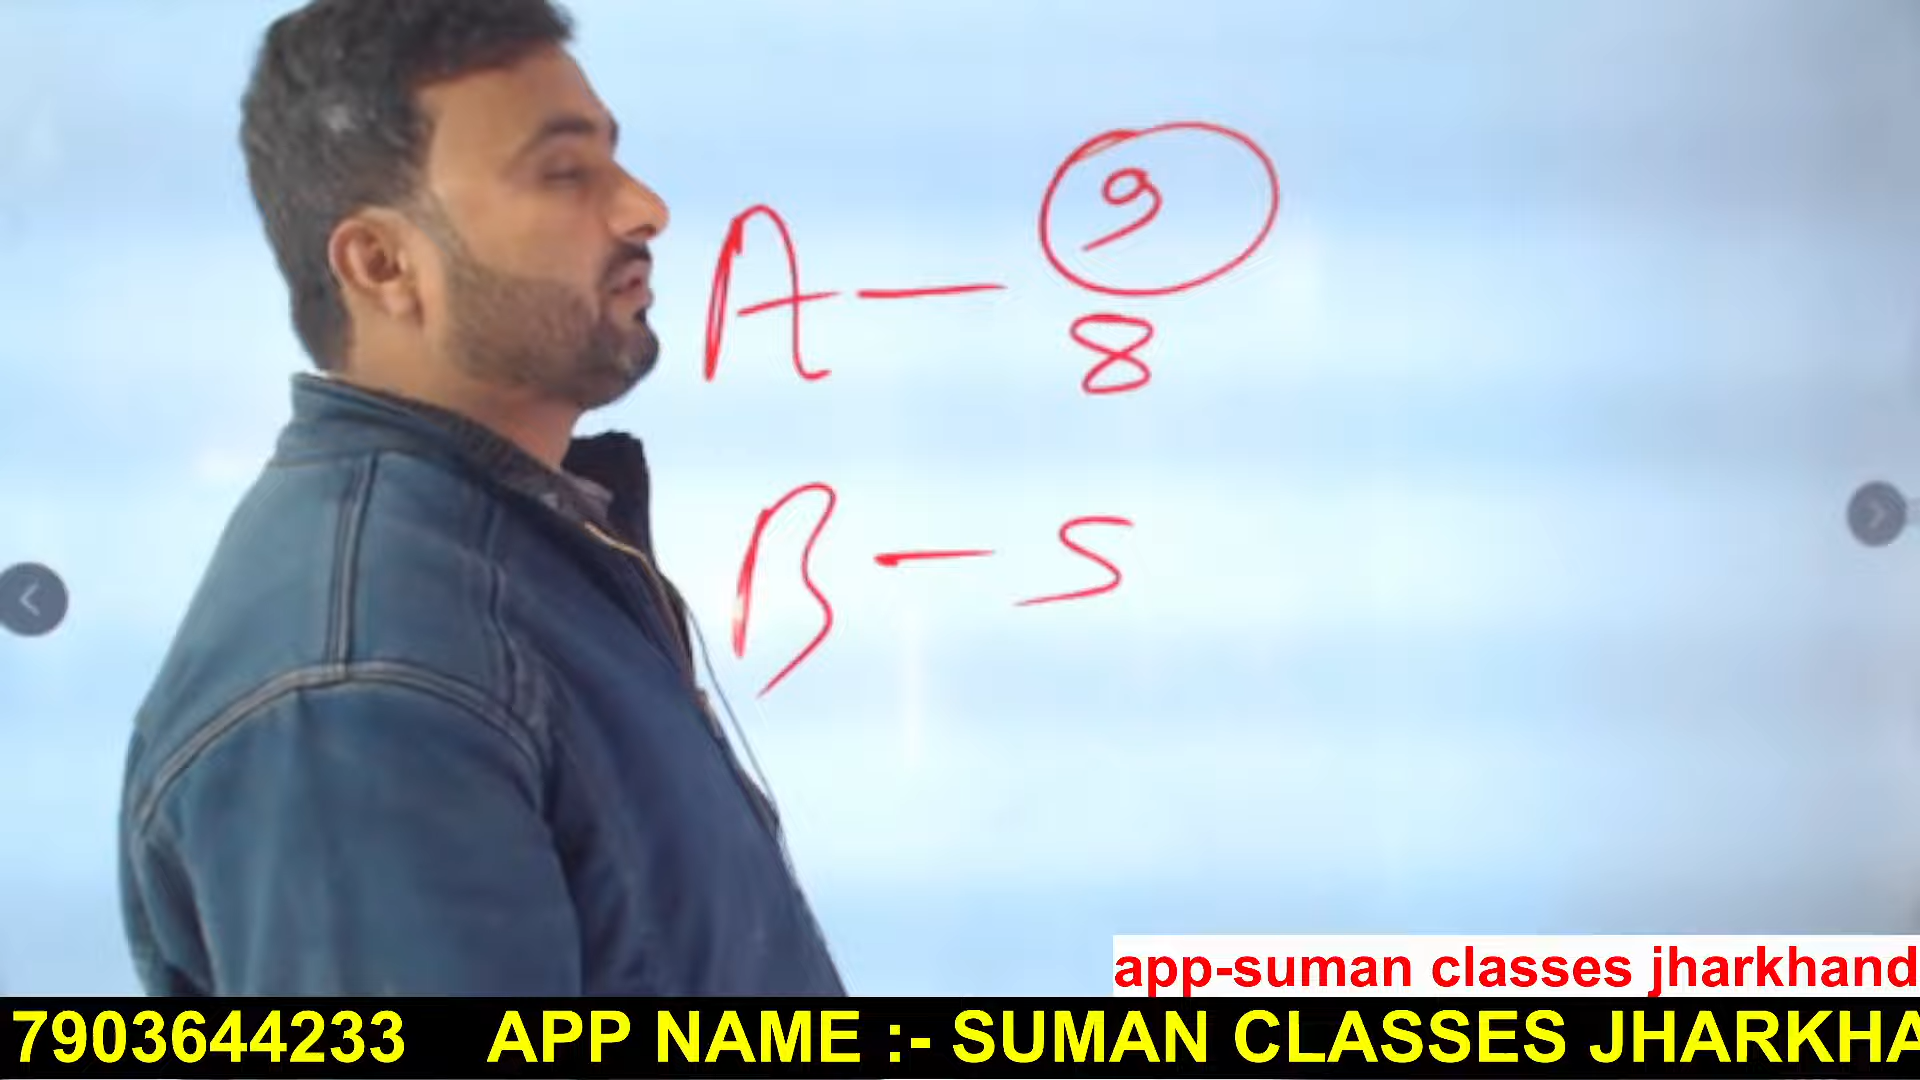 A — 9
8
B — 5
app-suman classes jharkhand
7903644233 APP NAME :- SUMAN CLASSES JHARKHA